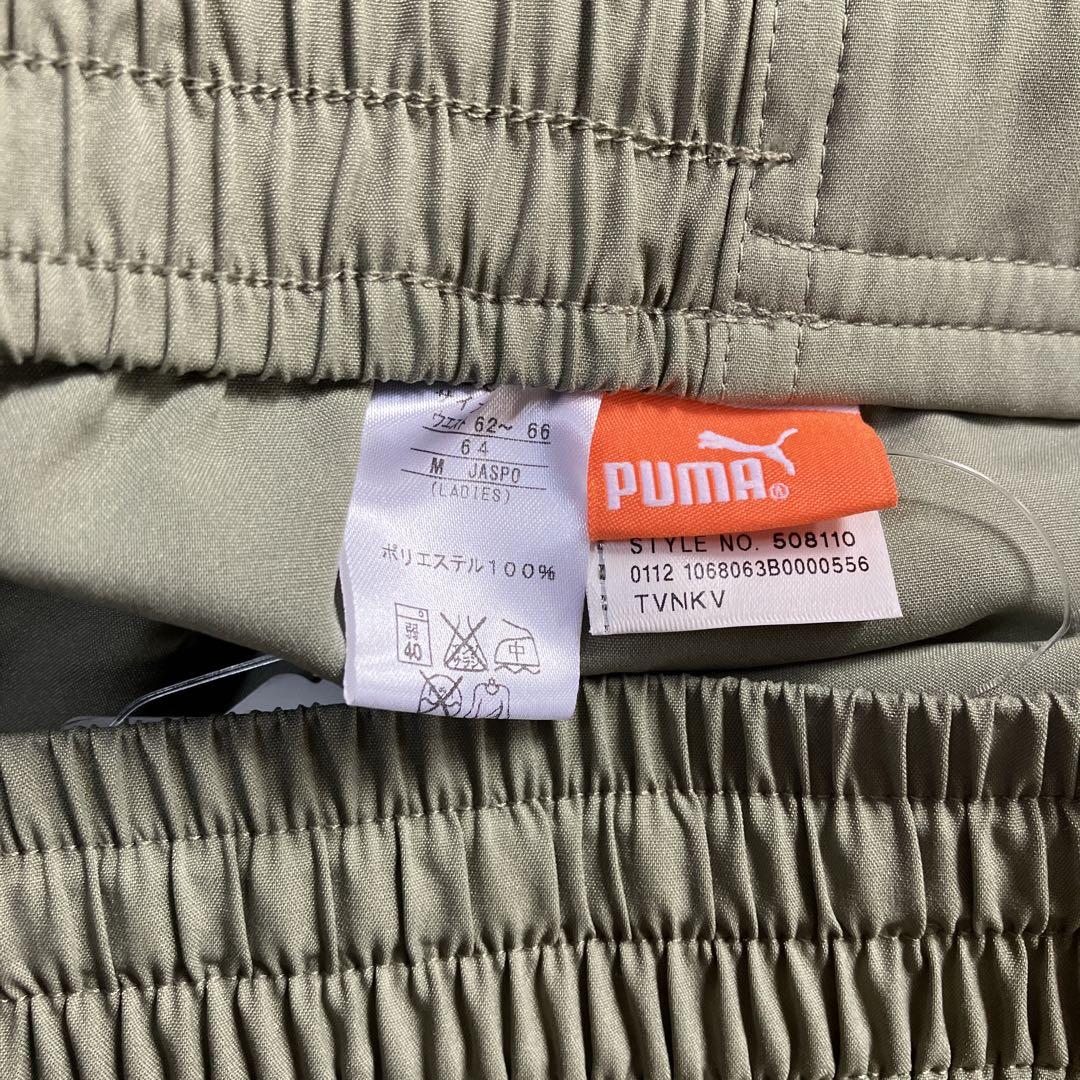 ウエスト 62～ 66
64
M JASPO
(LADIES)
ポリエステル100%
弱
40
中
PUMA®
STYLE NO. 508110
0112 1068063B0000556
TVNKV